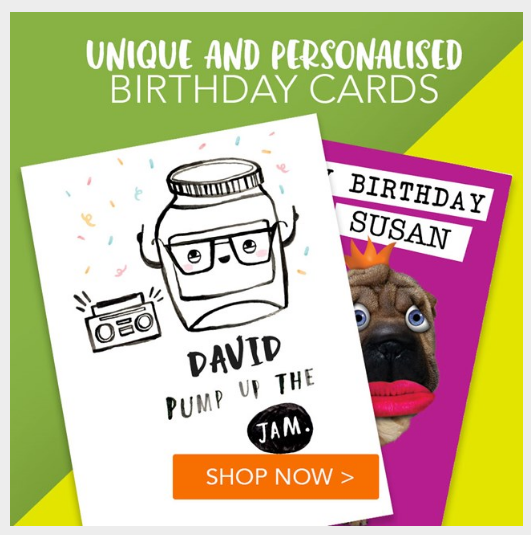 UNIQUE AND PERSONALISED
BIRTHDAY CARDS
BIRTHDAY
SUSAN
DAVID
PUMP UP THE
JAM.
SHOP NOW >